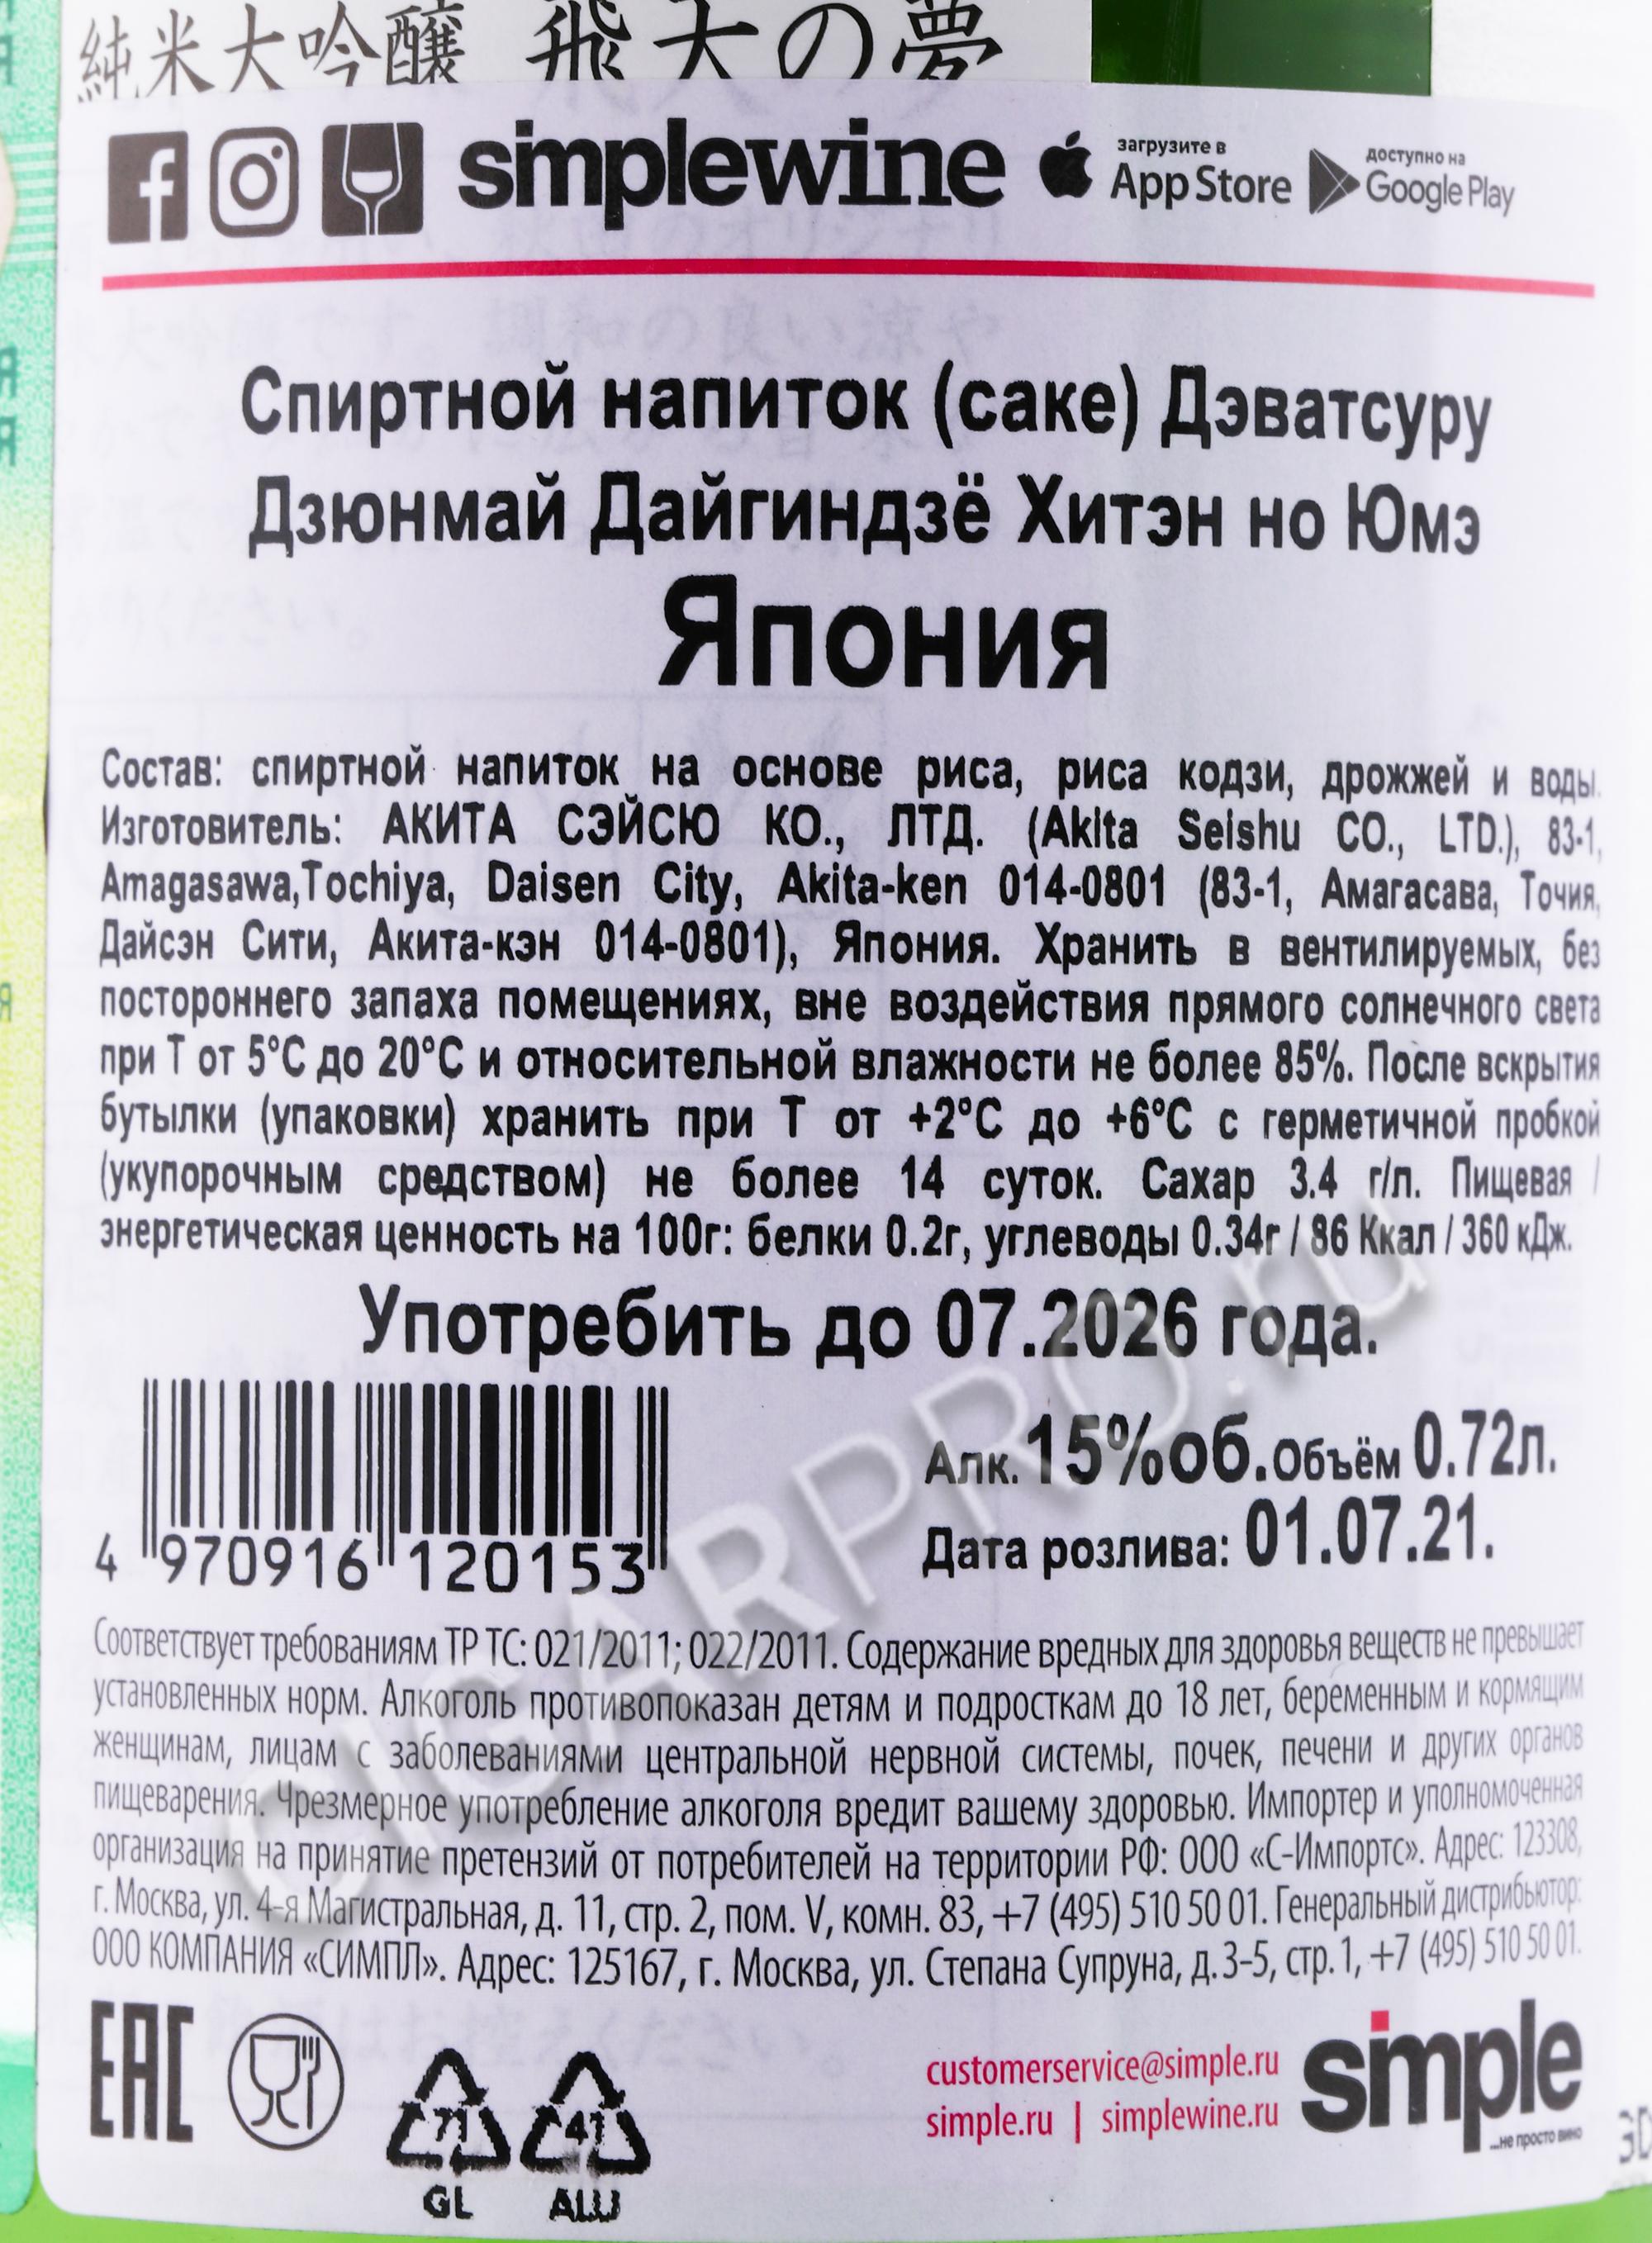 純米大吟醸 飛天の夢
simplewine
загрузите в
App Store
доступно на
Google Play
Спиртной напиток (саке) Дэватсуру
Дзюнмай Дайгиндзё Хитэн но Юмэ
Япония
Состав: спиртной напиток на основе риса, риса кодзи, дрожжей и воды.
Изготовитель: АКИТА СЭЙСЮ КО., ЛТД. (Akita Seishu CO., LTD.), 83-1,
Amagasawa,Tochiya, Daisen City, Akita-ken 014-0801 (83-1, Амагасава, Точия,
Дайсэн Сити, Акита-кэн 014-0801), Япония. Хранить в вентилируемых, без
постороннего запаха помещениях, вне воздействия прямого солнечного света
при Т от 5°С до 20°С и относительной влажности не более 85%. После вскрытия
бутылки (упаковки) хранить при Т от +2°С до +6°С с герметичной пробкой
(укупорочным средством) не более 14 суток. Сахар 3.4 г/л. Пищевая /
энергетическая ценность на 100г: белки 0.2г, углеводы 0.34г / 86 Ккал / 360 кДж.
Употребить до 07.2026 года.
Алк. 15%об. Объём 0.72л.
Дата розлива: 01.07.21.
4 970916 120153
Соответствует требованиям ТР ТС: 021/2011; 022/2011. Содержание вредных для здоровья веществ не превышает
установленных норм. Алкоголь противопоказан детям и подросткам до 18 лет, беременным и кормящим
женщинам, лицам с заболеваниями центральной нервной системы, почек, печени и других органов
пищеварения. Чрезмерное употребление алкоголя вредит вашему здоровью. Импортер и уполномоченная
организация на принятие претензий от потребителей на территории РФ: ООО «С-Импортс». Адрес: 123308,
г. Москва, ул. 4-я Магистральная, д. 11, стр. 2, пом. V, комн. 83, +7 (495) 510 50 01. Генеральный дистрибьютор:
ООО КОМПАНИЯ «СИМПЛ». Адрес: 125167, г. Москва, ул. Степана Супруна, д. 3-5, стр. 1, +7 (495) 510 50 01.
EAC
71
GL
41
ALU
customerservice@simple.ru
simple.ru | simplewine.ru
simple
...не просто вино
CIGARPRO.ru